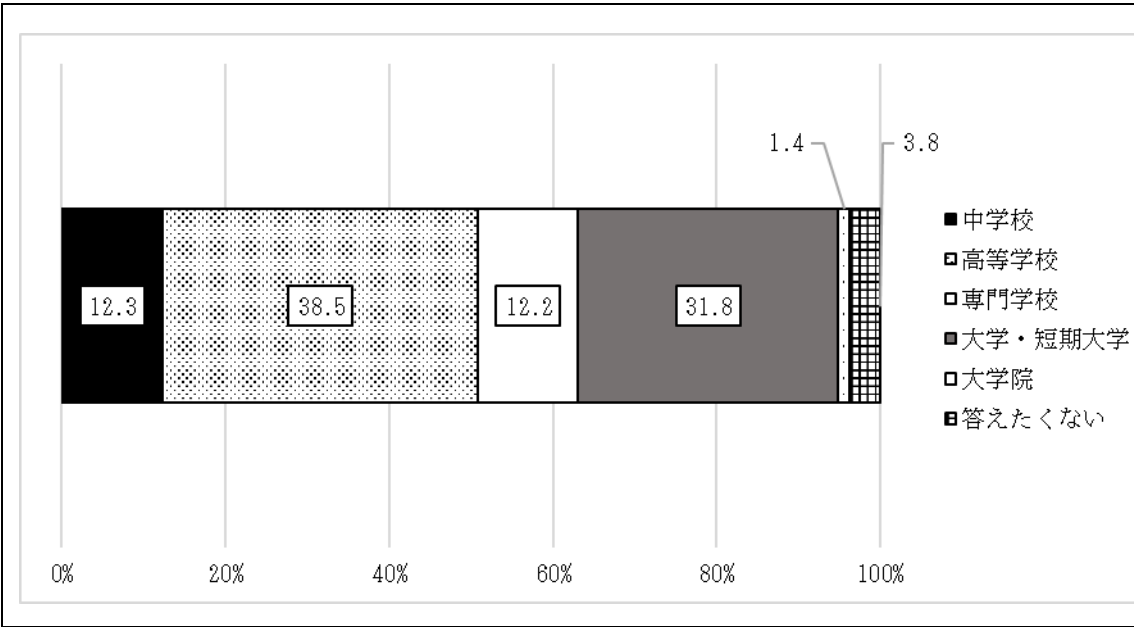 1.4
3.8
12.3
38.5
12.2
31.8
中学校
高等学校
専門学校
大学・短期大学
大学院
答えたくない
0%
20%
40%
60%
80%
100%